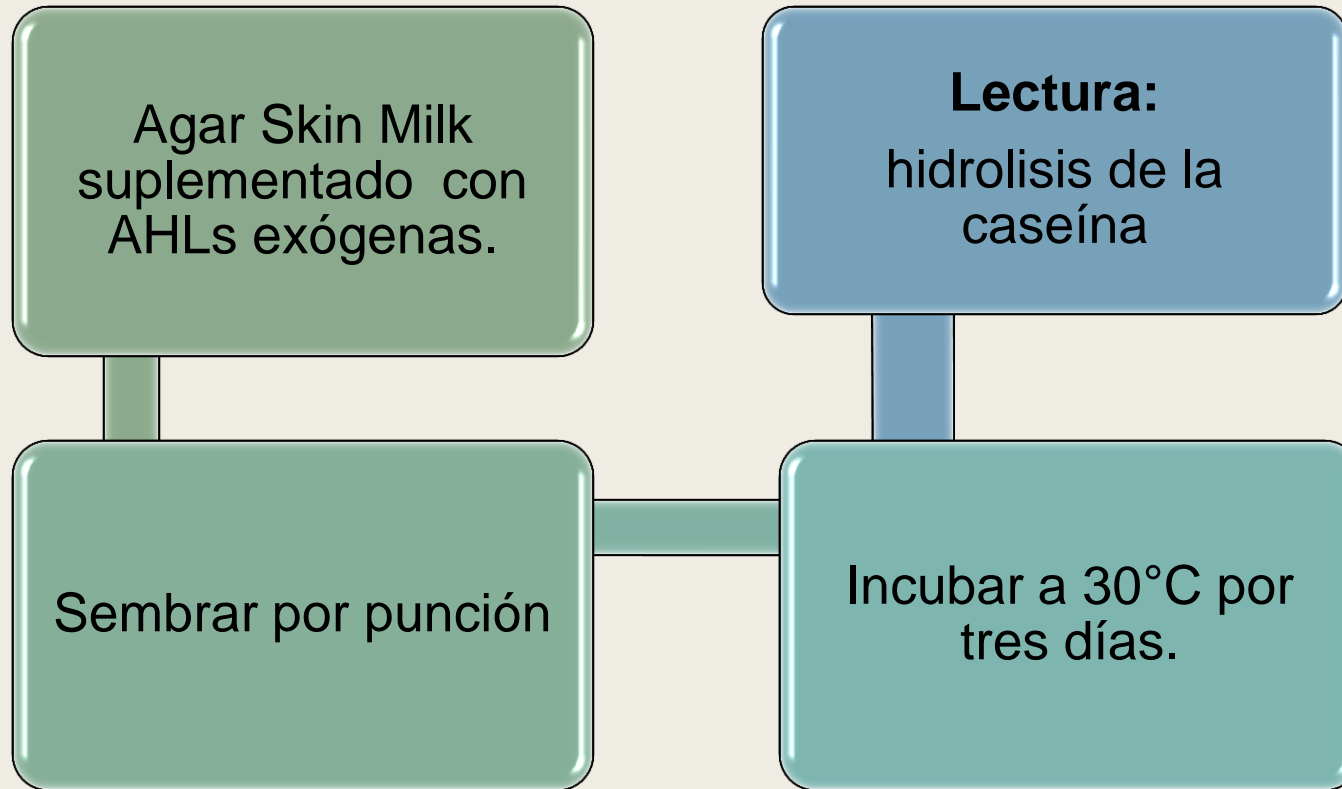 Agar Skin Milk
suplementado con
AHLs exógenas.
Sembrar por punción
Incubar a 30°C por
tres días.
Lectura:
hidrolisis de la
caseína